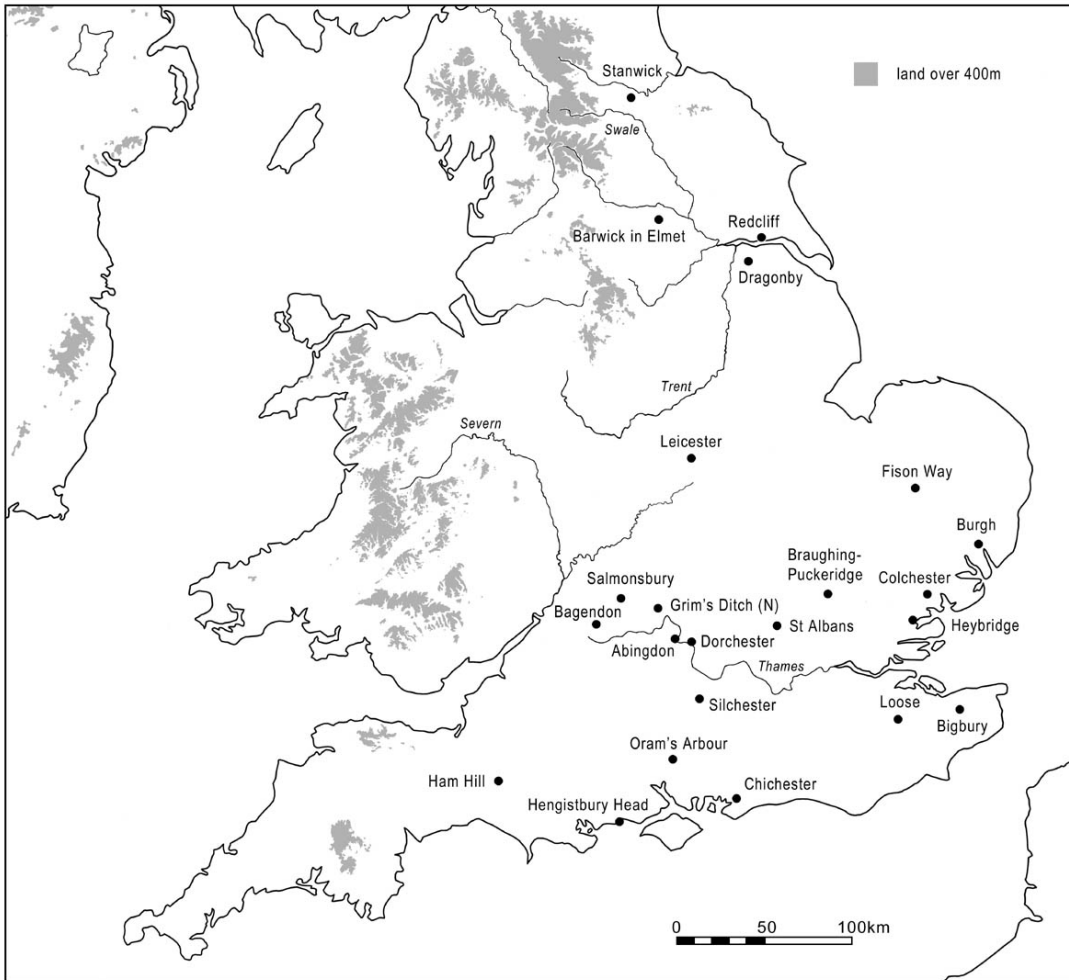 Stanwick
land over 400m
Swale
Redcliff
Barwick in Elmet
Dragonby
Trent
Severn
Leicester
Fison Way
Burgh
Braughing-
Puckeridge
Colchester
Salmonsbury
Grim's Ditch (N)
Bagendon
St Albans
Heybridge
Abingdon
Dorchester
Thames
Silchester
Loose
Bigbury
Oram's Arbour
Ham Hill
Chichester
Hengistbury Head
0 50 100km